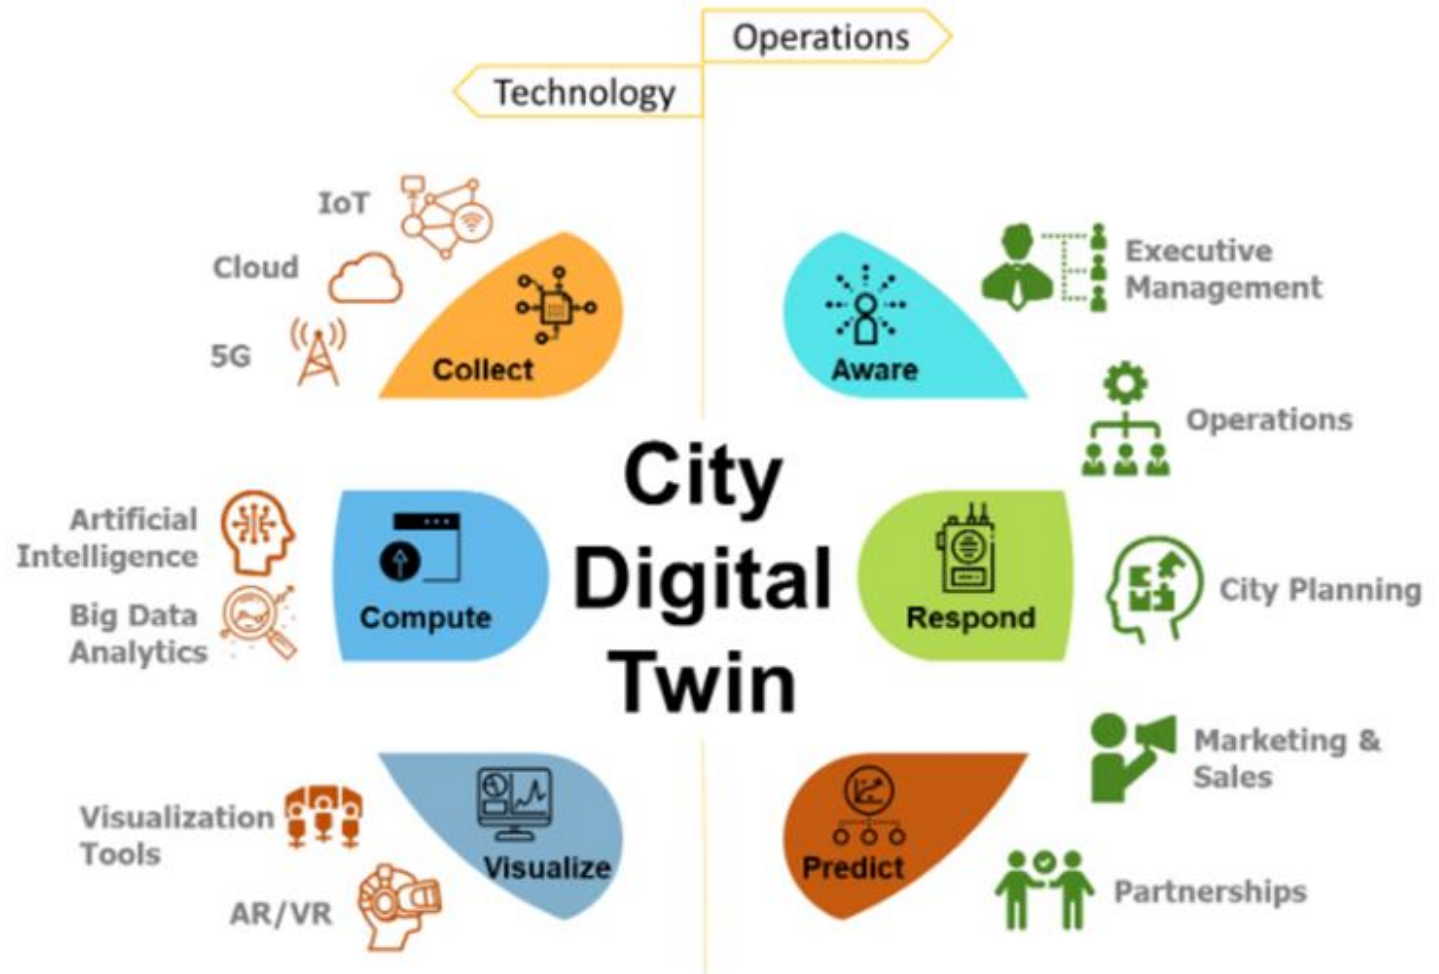 Operations
Technology
IoT
Cloud
5G
Collect
Artificial
Intelligence
Big Data
Analytics
Compute
Visualization
Tools
AR/VR
Visualize
City
Digital
Twin
Aware
Executive
Management
Operations
Respond
City Planning
Marketing &
Sales
Predict
Partnerships